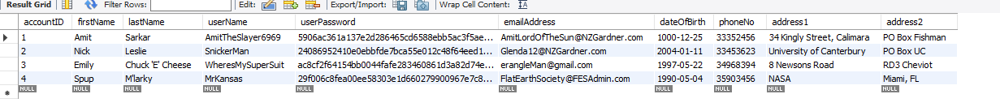 Result Grid Filter Rows: Edit: Export/Import: Wrap Cell Content:
accountID firstName lastName userName userPassword emailAddress dateOfBirth phoneNo address1 address2
1 Amit Sarkar AmitTheSlayer6969 5906ac361a137e2d286465cd6588ebb5ac3f5ae... AmitLordOfTheSun@NZGardner.com 1000-12-25 33352456 34 Kingly Street, Calimara PO Box Fishman
2 Nick Leslie SnickerMan 24086952410e0ebbfde7bca55e012c48f64eed1... Glenda12@NZGardner.com 2004-01-11 33453623 University of Canterbury PO Box UC
3 Emily Chuck 'E' Cheese WheresMySuperSuit ac8cf2f64154bb0044fafe283460861d3a82d74e... erangleMan@gmail.com 1997-05-22 34968394 8 Newsons Road RD3 Cheviot
4 Spup M'larky MrKansas 29f006c8fea00ee58303e1d660279900967e7c8... FlatEarthSociety@FESAdmin.com 1990-05-04 35903456 NASA Miami, FL
NULL NULL NULL NULL NULL NULL NULL NULL NULL NULL